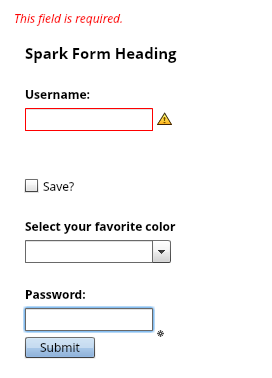 This field is required.
Spark Form Heading
Username:
Save?
Select your favorite color
Password:
Submit